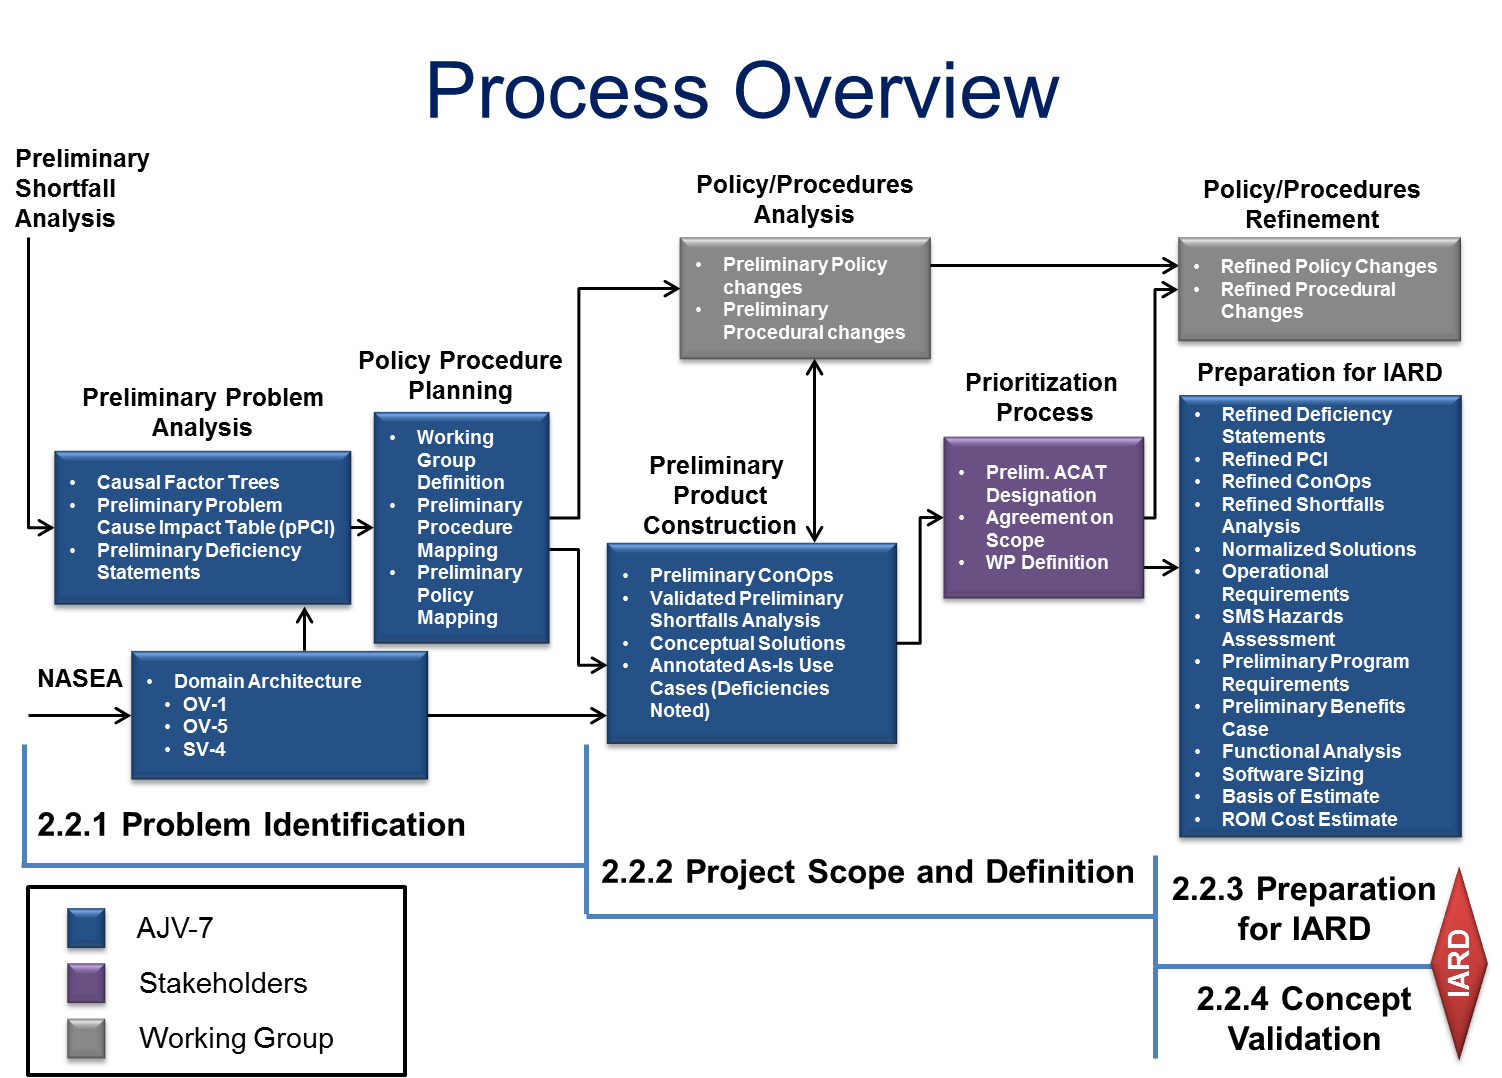 Process Overview
Preliminary
Shortfall
Analysis
Policy/Procedures
Analysis
• Preliminary Policy
changes
• Preliminary
Procedural changes
Policy/Procedures
Refinement
• Refined Policy Changes
• Refined Procedural
Changes
Preliminary Problem
Analysis
• Causal Factor Trees
• Preliminary Problem
Cause Impact Table (pPCI)
• Preliminary Deficiency
Statements
Policy Procedure
Planning
• Working
Group
Definition
• Preliminary
Procedure
Mapping
• Preliminary
Policy
Mapping
Preliminary
Product
Construction
• Preliminary ConOps
• Validated Preliminary
Shortfalls Analysis
• Conceptual Solutions
• Annotated As-Is Use
Cases (Deficiencies
Noted)
Prioritization
Process
• Prelim. ACAT
Designation
• Agreement on
Scope
• WP Definition
Preparation for IARD
• Refined Deficiency
Statements
• Refined PCI
• Refined ConOps
• Refined Shortfalls
Analysis
• Normalized Solutions
• Operational
Requirements
• SMS Hazards
Assessment
• Preliminary Program
Requirements
• Preliminary Benefits
Case
• Functional Analysis
• Software Sizing
• Basis of Estimate
• ROM Cost Estimate
NASEA
• Domain Architecture
• OV-1
• OV-5
• SV-4
2.2.1 Problem Identification
2.2.2 Project Scope and Definition
2.2.3 Preparation
for IARD
2.2.4 Concept
Validation
IARD
AJV-7
Stakeholders
Working Group